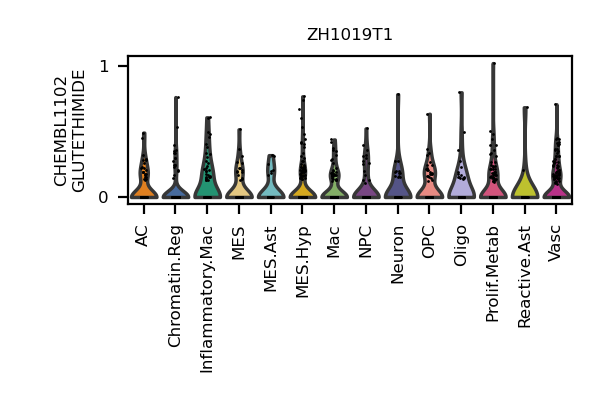 ZH1019T1
CHEMBL1102
GLUTETHIMIDE
1
0
AC
Chromatin.Reg
Inflammatory.Mac
MES
MES.Ast
MES.Hyp
Mac
NPC
Neuron
OPC
Oligo
Prolif.Metab
Reactive.Ast
Vasc